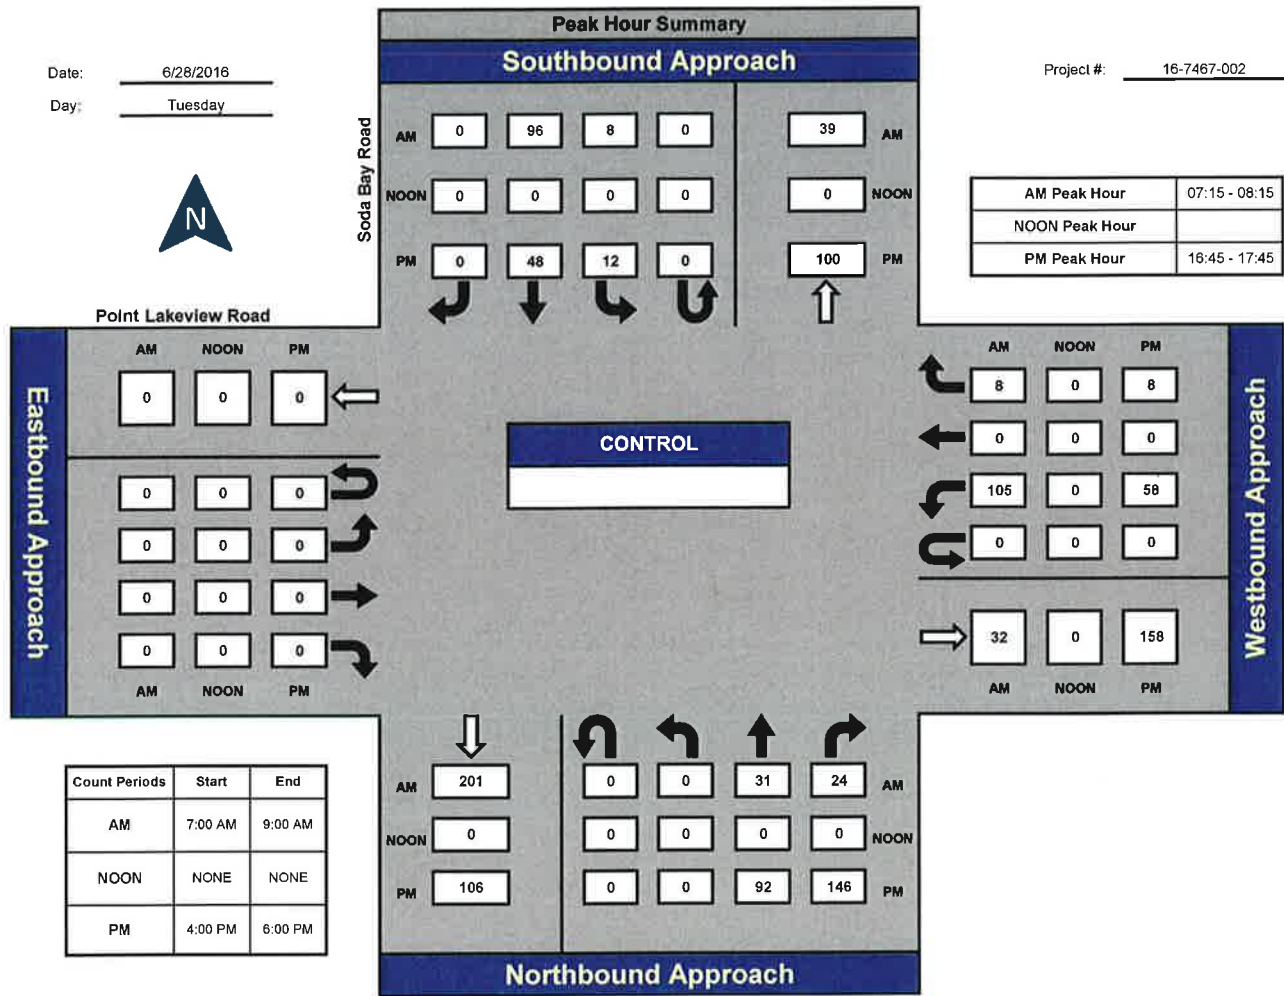 Peak Hour Summary
Southbound Approach
Date: 6/28/2016
Project #: 16-7467-002
Day: Tuesday
Soda Bay Road
AM 0 96 8 0 39 AM
NOON 0 0 0 0 0 NOON
PM 0 48 12 0 100 PM
N
AM Peak Hour 07:15 - 08:15
NOON Peak Hour
PM Peak Hour 16:45 - 17:45
Point Lakeview Road
Eastbound Approach
AM NOON PM
0 0 0
0 0 0
0 0 0
0 0 0
0 0 0
AM NOON PM
CONTROL
AM NOON PM
8 0 8
0 0 0
105 0 58
0 0 0
32 0 158
AM NOON PM
Westbound Approach
Count Periods Start End
AM 7:00 AM 9:00 AM
NOON NONE NONE
PM 4:00 PM 6:00 PM
AM 201 0 0 31 24 AM
NOON 0 0 0 0 0 NOON
PM 106 0 0 92 146 PM
Northbound Approach